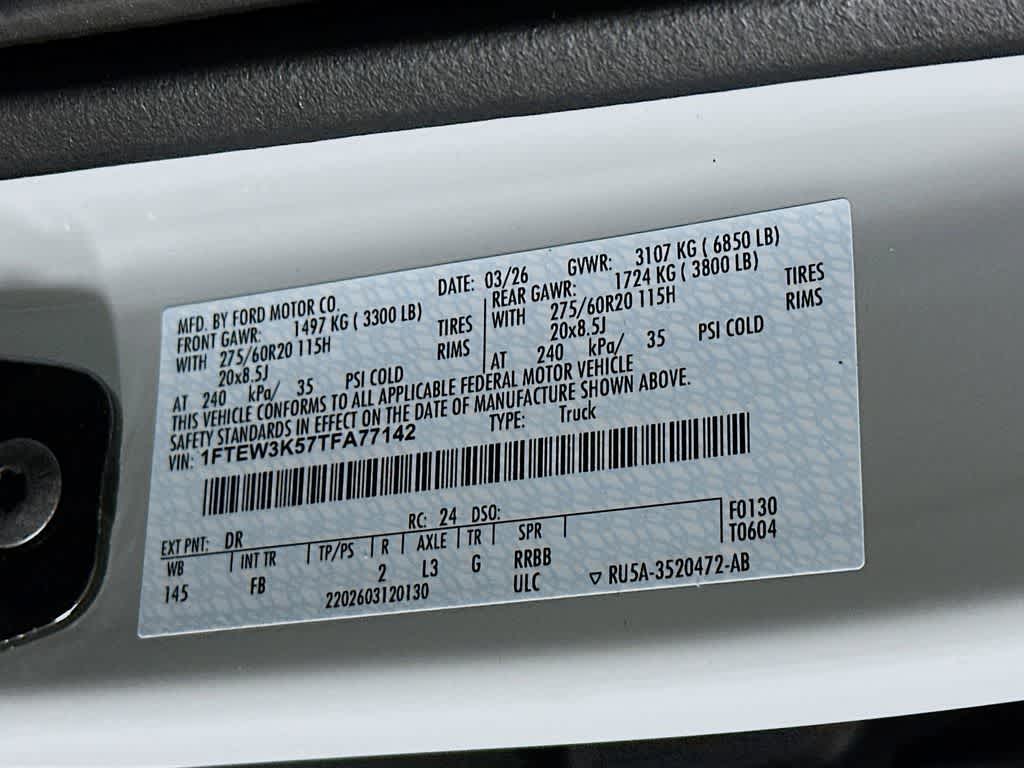 MFD. BY FORD MOTOR CO. DATE: 03/26 GVWR: 3107 KG ( 6850 LB)
FRONT GAWR: 1497 KG ( 3300 LB) REAR GAWR: 1724 KG ( 3800 LB)
WITH 275/60R20 115H TIRES WITH 275/60R20 115H TIRES
20x8.5J RIMS 20x8.5J RIMS
AT 240 kPa/ 35 PSI COLD AT 240 kPa/ 35 PSI COLD
THIS VEHICLE CONFORMS TO ALL APPLICABLE FEDERAL MOTOR VEHICLE
SAFETY STANDARDS IN EFFECT ON THE DATE OF MANUFACTURE SHOWN ABOVE.
VIN: 1FTEW3K57TFA77142 TYPE: Truck
EXT PNT: DR RC: 24 DSO: F0130
WB INT TR TP/PS R AXLE TR SPR T0604
145 FB 2 L3 G RRBB
2202603120130 ULC RU5A-3520472-AB